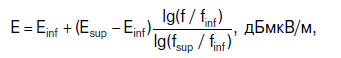 E = E_inf + (E_sup − E_inf) lg(f / f_inf) / lg(f_sup / f_inf), дБмкВ/м,